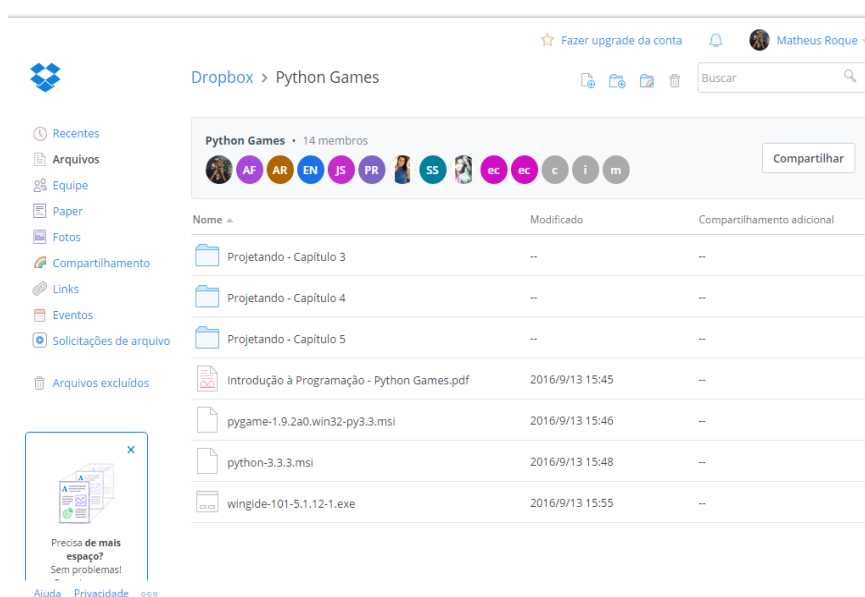 Fazer upgrade da conta
Matheus Roque
Dropbox > Python Games
Buscar
Recentes
Arquivos
Equipe
Paper
Fotos
Compartilhamento
Links
Eventos
Solicitações de arquivo
Arquivos excluídos
Python Games • 14 membros
AF AR EN JS PR SS ec ec c i m
Compartilhar
Nome Modificado Compartilhamento adicional
Projetando - Capítulo 3 -- --
Projetando - Capítulo 4 -- --
Projetando - Capítulo 5 -- --
Introdução à Programação - Python Games.pdf 2016/9/13 15:45 --
pygame-1.9.2a0.win32-py3.3.msi 2016/9/13 15:46 --
python-3.3.3.msi 2016/9/13 15:48 --
wingide-101-5.1.12-1.exe 2016/9/13 15:55 --
Precisa de mais
espaço?
Sem problemas!
Ajuda Privacidade